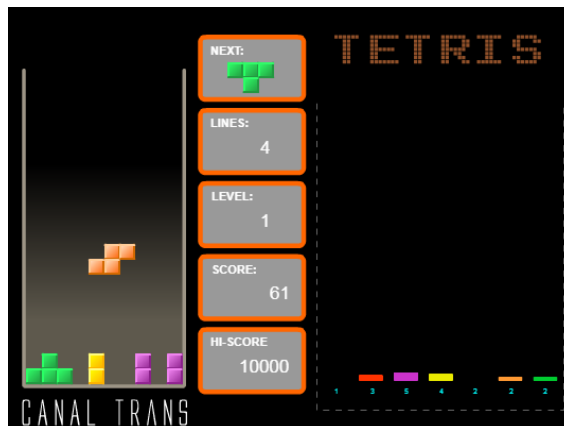 TETRIS
NEXT:
LINES:
4
LEVEL:
1
SCORE:
61
HI-SCORE
10000
1 3 5 4 2 2 2
CANAL TRANS